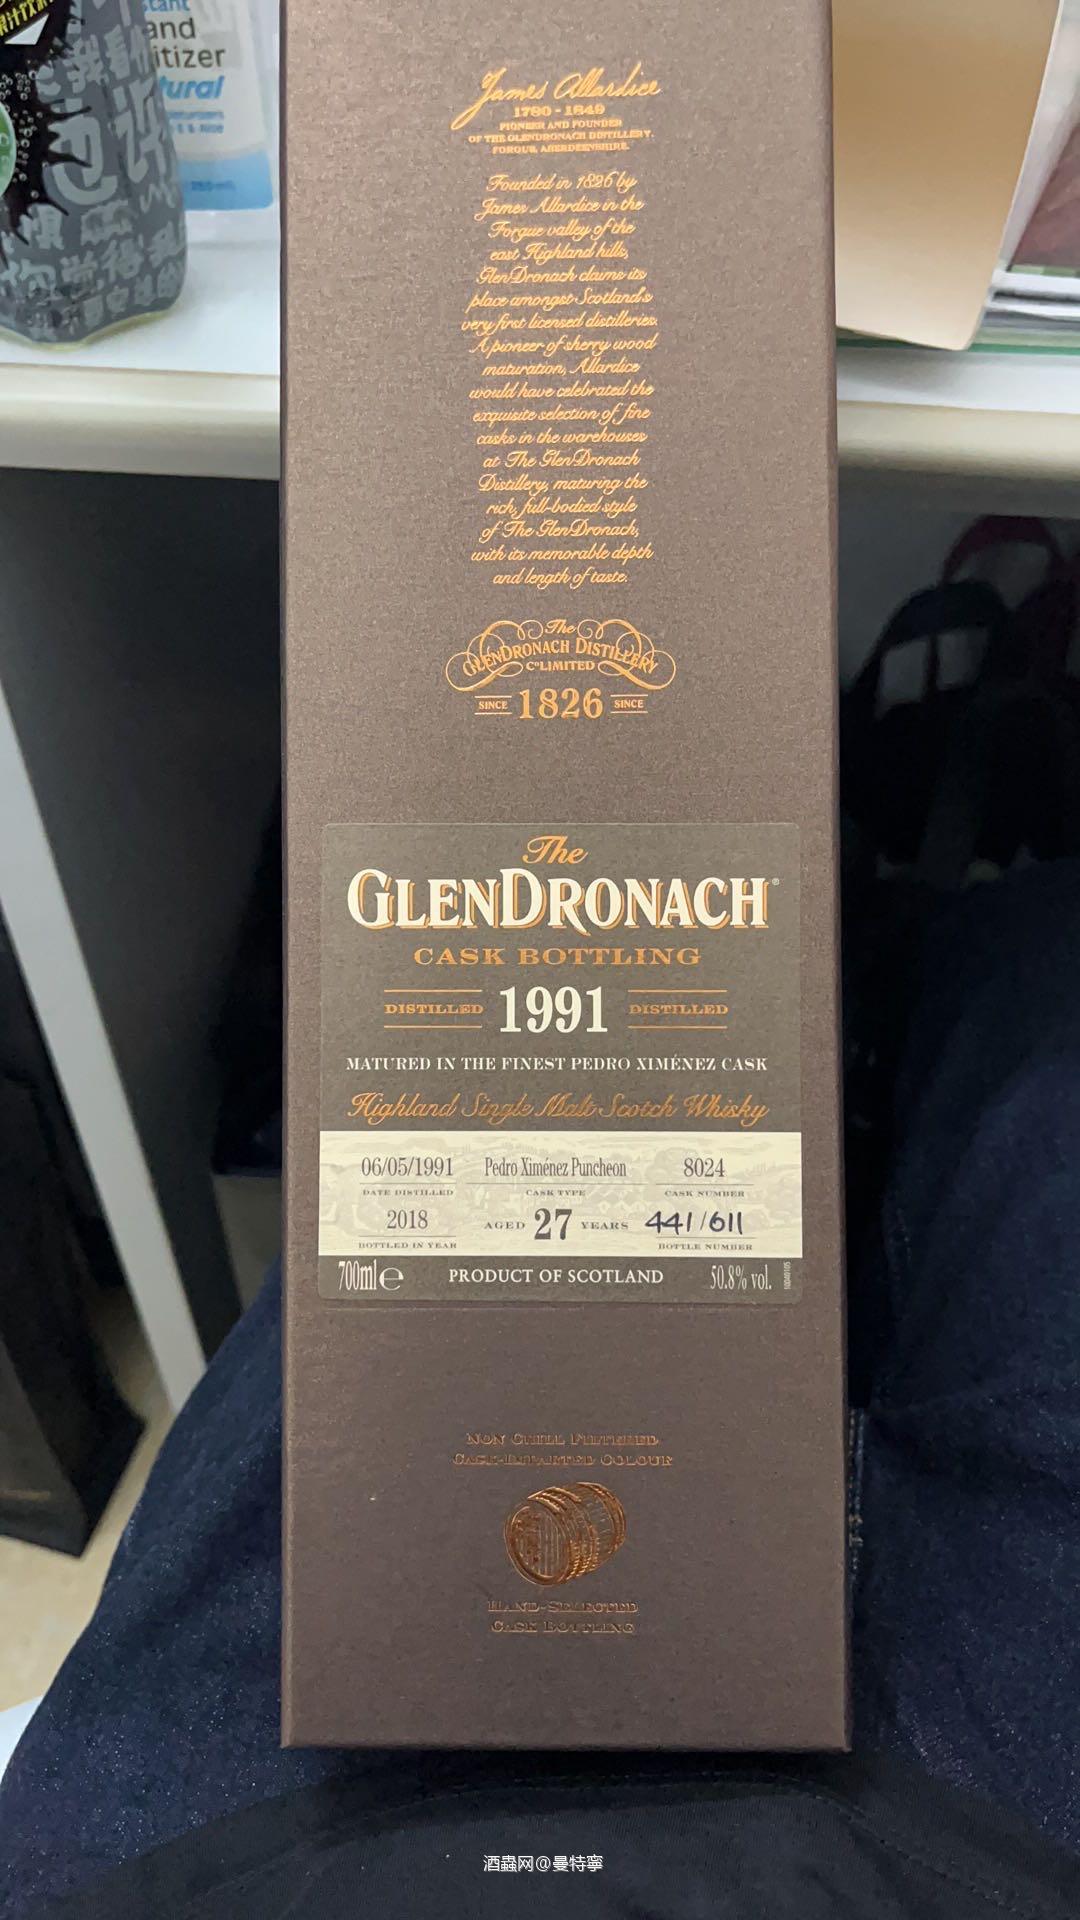 and
itizer
tural
James Allardice
1780 - 1849
PIONEER AND FOUNDER
OF THE GLENDRONACH DISTILLERY,
FORGUE, ABERDEENSHIRE.
Founded in 1826 by
James Allardice in the
Forgue valley of the
east Highland hills,
GlenDronach claims its
place amongst Scotland's
very first licensed distilleries.
A pioneer of sherry wood
maturation, Allardice
would have celebrated the
exquisite selection of fine
casks in the warehouses
at The GlenDronach
Distillery, maturing the
rich, full-bodied style
of The GlenDronach,
with its memorable depth
and length of taste.
The
GLENDRONACH DISTILLERY
Co LIMITED
SINCE 1826 SINCE
The
GLENDRONACH®
CASK BOTTLING
DISTILLED 1991 DISTILLED
MATURED IN THE FINEST PEDRO XIMÉNEZ CASK
Highland Single Malt Scotch Whisky
06/05/1991 Pedro Ximénez Puncheon 8024
DATE DISTILLED CASK TYPE CASK NUMBER
2018 AGED 27 YEARS 441/611
BOTTLED IN YEAR BOTTLE NUMBER
700ml e PRODUCT OF SCOTLAND 50.8% vol.
NON CHILL FILTERED
CASK-IMPARTED COLOUR
HAND-SELECTED
CASK BOTTLING
酒蟲网@曼特寧